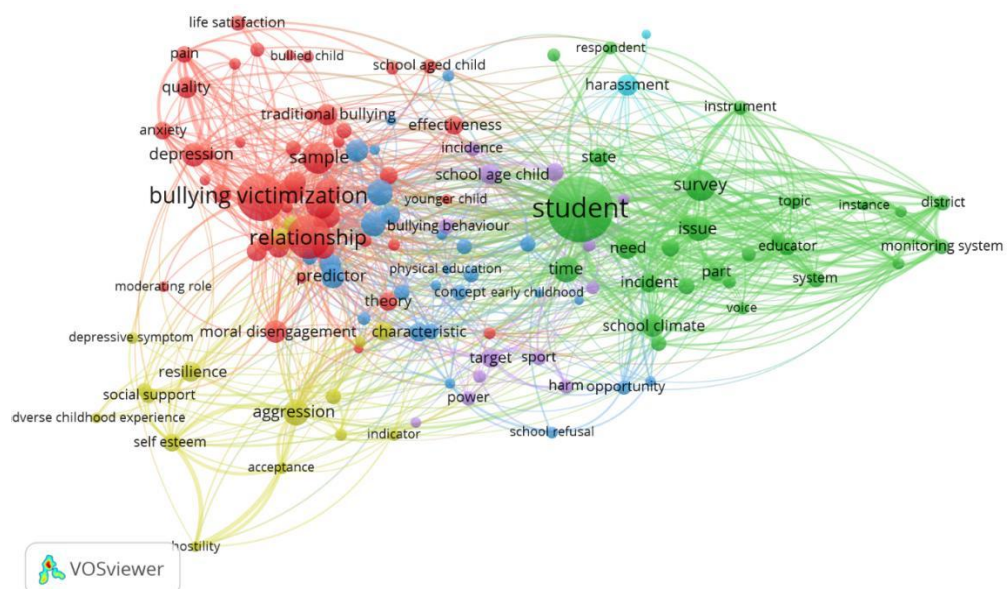 life satisfaction
respondent
pain
bullied child
school aged child
harassment
quality
instrument
traditional bullying
effectiveness
anxiety
incidence
depression
sample
state
school age child
survey
bullying victimization
younger child
student
topic
instance
district
bullying behaviour
issue
relationship
need
educator
monitoring system
physical education
time
predictor
part
system
moderating role
concept
early childhood
incident
theory
voice
depressive symptom
moral disengagement
characteristic
school climate
resilience
target
sport
social support
harm
opportunity
power
dverse childhood experience
aggression
self esteem
indicator
school refusal
acceptance
hostility
VOSviewer